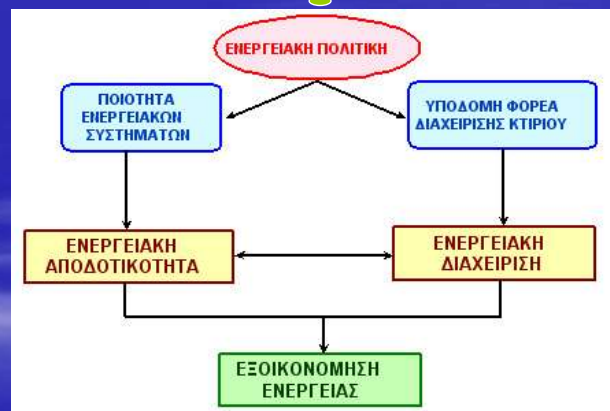 ΕΝΕΡΓΕΙΑΚΗ ΠΟΛΙΤΙΚΗ
ΠΟΙΟΤΗΤΑ
ΕΝΕΡΓΕΙΑΚΩΝ
ΣΥΣΤΗΜΑΤΩΝ
ΥΠΟΔΟΜΗ ΦΟΡΕΑ
ΔΙΑΧΕΙΡΙΣΗΣ ΚΤΙΡΙΟΥ
ΕΝΕΡΓΕΙΑΚΗ
ΑΠΟΔΟΤΙΚΟΤΗΤΑ
ΕΝΕΡΓΕΙΑΚΗ
ΔΙΑΧΕΙΡΙΣΗ
ΕΞΟΙΚΟΝΟΜΗΣΗ
ΕΝΕΡΓΕΙΑΣ